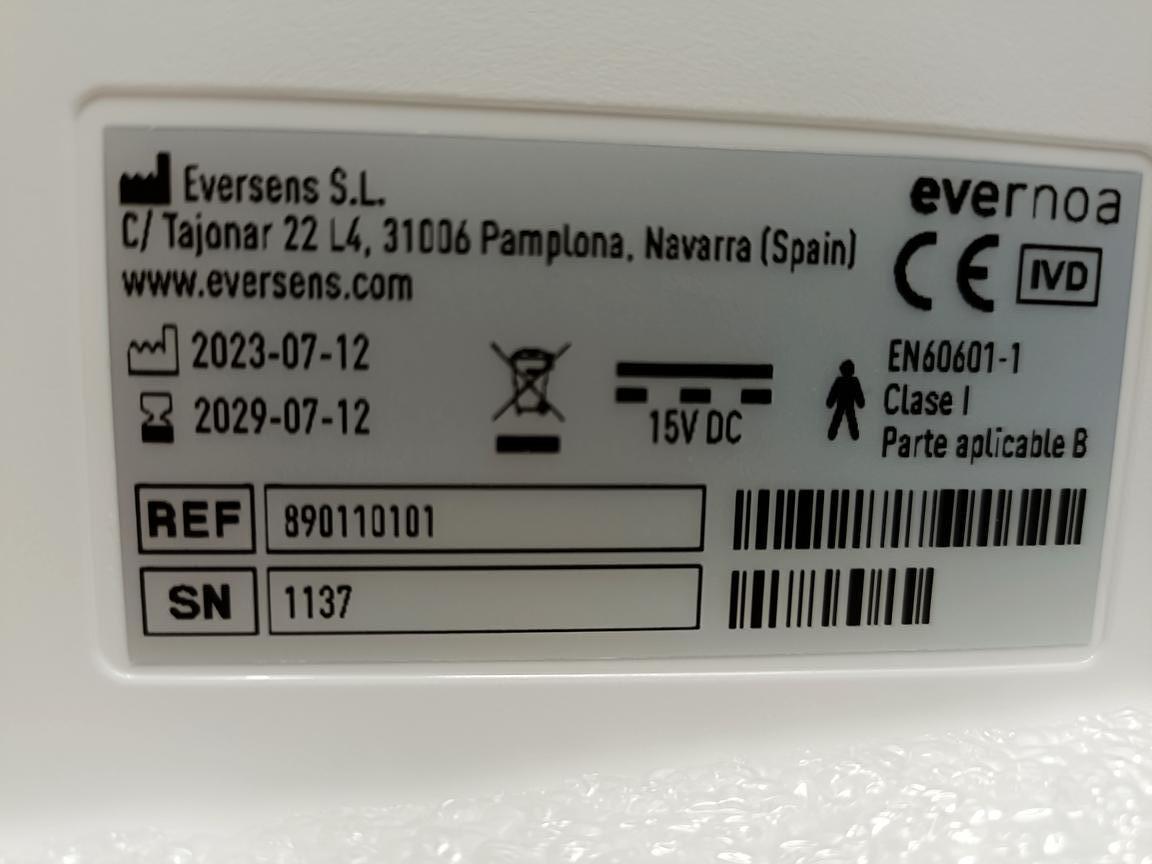 Eversens S.L.
C/ Tajonar 22 L4, 31006 Pamplona, Navarra (Spain)
www.eversens.com
evernoa
CE IVD
2023-07-12
2029-07-12
15V DC
EN60601-1
Clase I
Parte aplicable B
REF 890110101
SN 1137